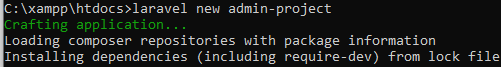 C:\xampp\htdocs>laravel new admin-project
Crafting application...
Loading composer repositories with package information
Installing dependencies (including require-dev) from lock file